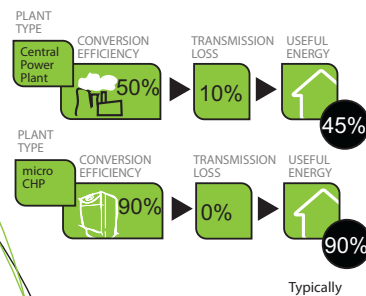 PLANT
TYPE
Central
Power
Plant
CONVERSION
EFFICIENCY
50%
TRANSMISSION
LOSS
10%
USEFUL
ENERGY
45%
PLANT
TYPE
micro
CHP
CONVERSION
EFFICIENCY
90%
TRANSMISSION
LOSS
0%
USEFUL
ENERGY
90%
Typically